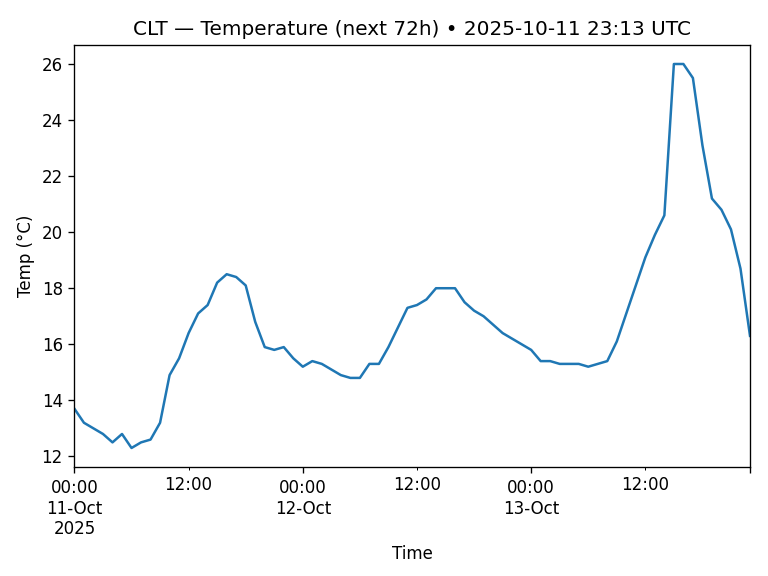 CLT — Temperature (next 72h) • 2025-10-11 23:13 UTC
Temp (°C)
26
24
22
20
18
16
14
12
00:00 12:00 00:00 12:00 00:00 12:00
11-Oct 12-Oct 13-Oct
2025
Time